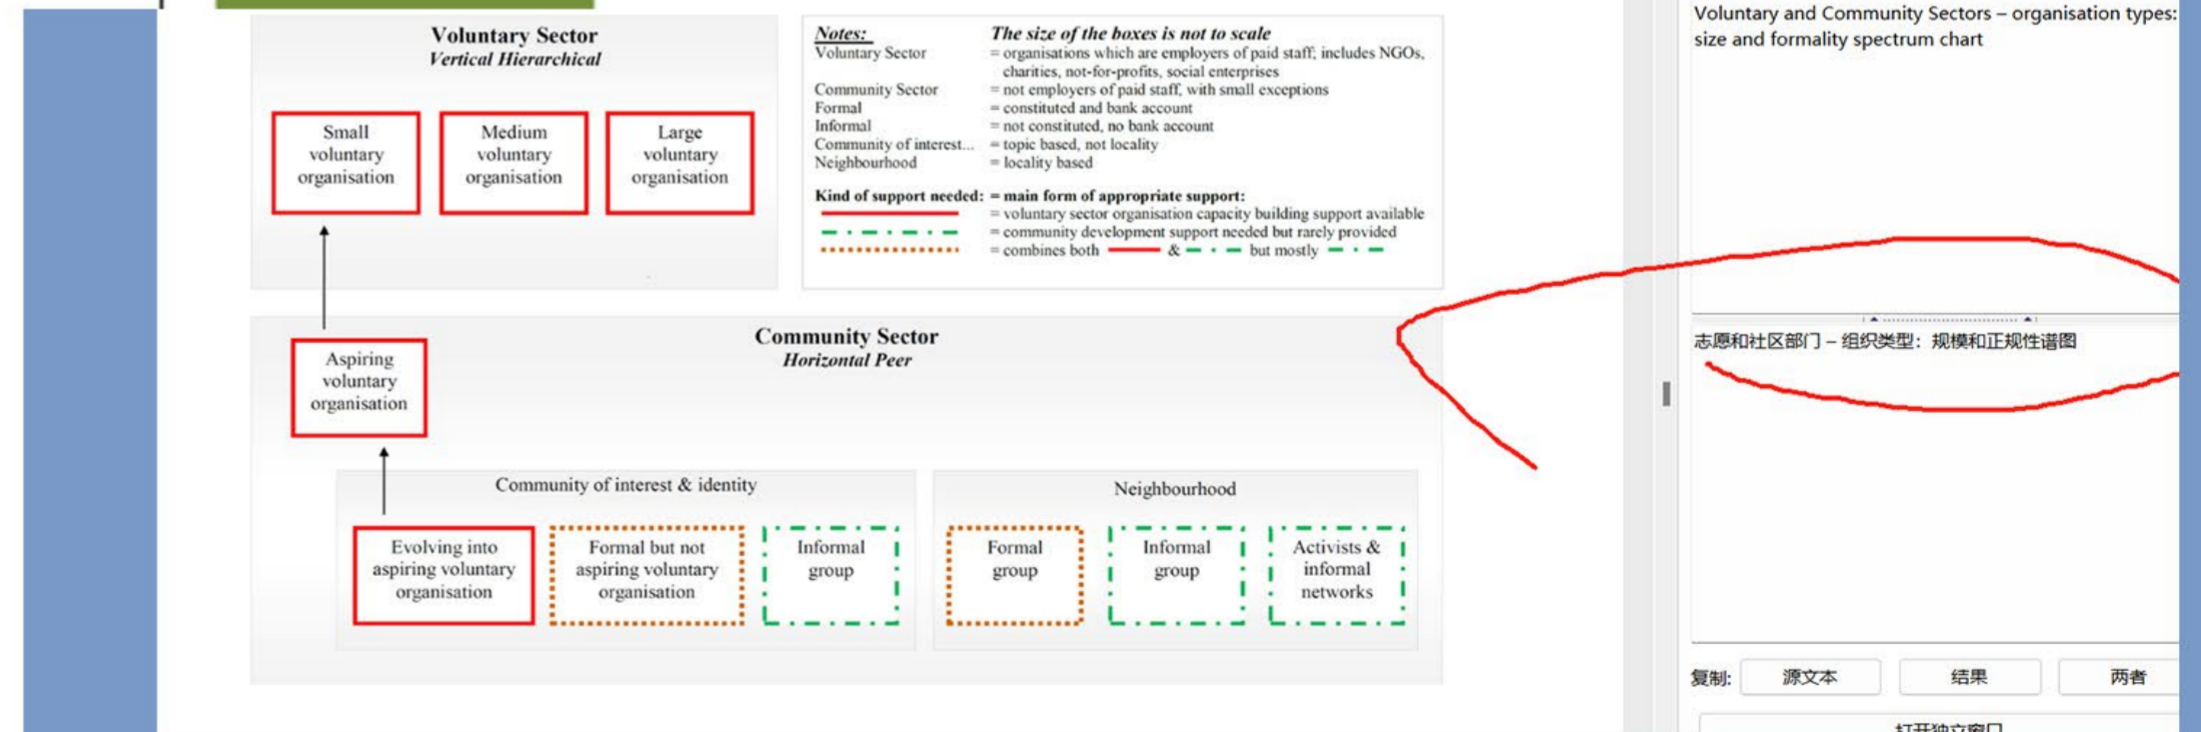 Voluntary Sector
Vertical Hierarchical
Small
voluntary
organisation
Medium
voluntary
organisation
Large
voluntary
organisation
Notes: The size of the boxes is not to scale
Voluntary Sector = organisations which are employers of paid staff; includes NGOs,
charities, not-for-profits, social enterprises
Community Sector = not employers of paid staff, with small exceptions
Formal = constituted and bank account
Informal = not constituted, no bank account
Community of interest... = topic based, not locality
Neighbourhood = locality based
Kind of support needed: = main form of appropriate support:
= voluntary sector organisation capacity building support available
= community development support needed but rarely provided
= combines both & but mostly
Community Sector
Horizontal Peer
Aspiring
voluntary
organisation
Community of interest & identity
Evolving into
aspiring voluntary
organisation
Formal but not
aspiring voluntary
organisation
Informal
group
Neighbourhood
Formal
group
Informal
group
Activists &
informal
networks
Voluntary and Community Sectors – organisation types:
size and formality spectrum chart
志愿和社区部门 – 组织类型：规模和正规性谱图
复制: 源文本 结果 两者
打开独立窗口